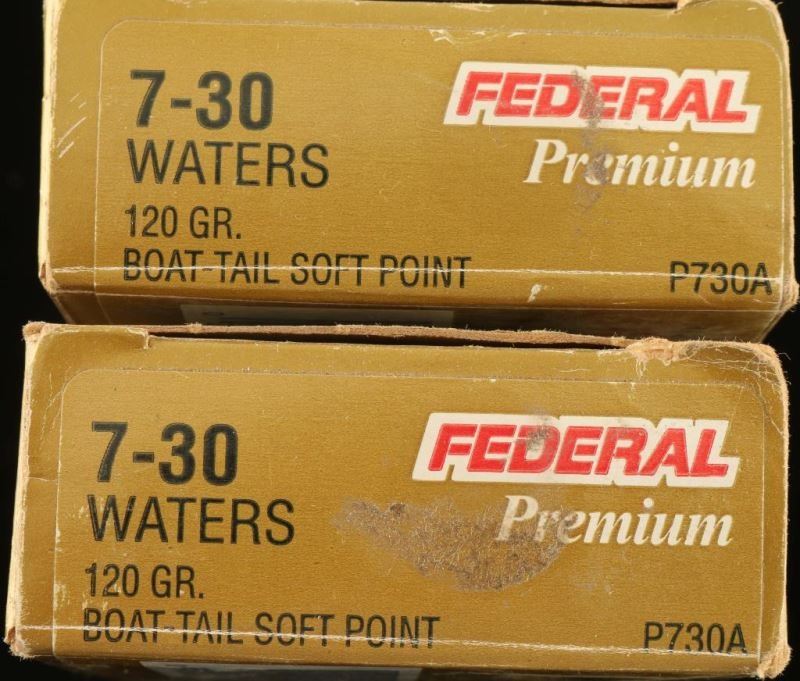 7-30
WATERS
120 GR.
BOAT-TAIL SOFT POINT
FEDERAL
Premium
P730A
7-30
WATERS
120 GR.
BOAT-TAIL SOFT POINT
FEDERAL
Premium
P730A